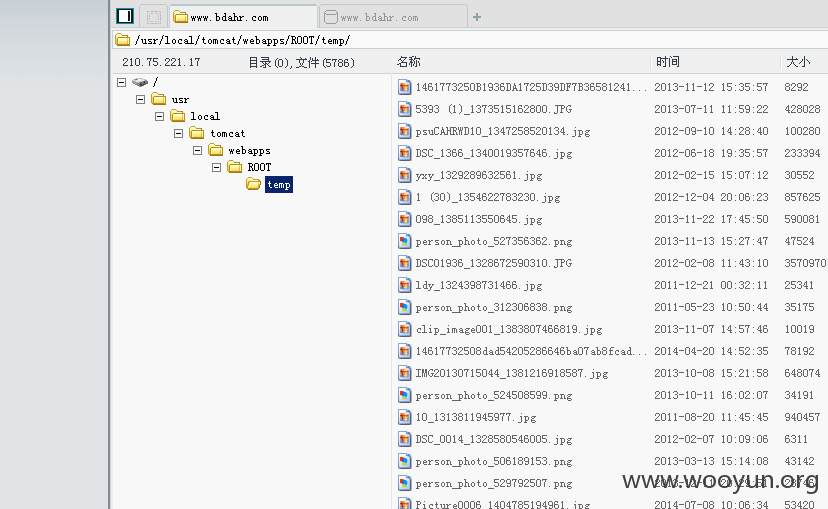 www.bdahr.com www.bdahr.com
/usr/local/tomcat/webapps/ROOT/temp/
210.75.221.17 目录(0),文件(5786) 名称 时间 大小
/
usr
local
tomcat
webapps
ROOT
temp
1461773250B1936DA1725D39DF7B36581241... 2013-11-12 15:35:57 8292
5393 (1)_1373515162800.JPG 2013-07-11 11:59:22 428028
psuCAHRWD10_1347258520134.jpg 2012-09-10 14:28:40 100280
DSC_1366_1340019357646.jpg 2012-06-18 19:35:57 233394
yxy_1329289632561.jpg 2012-02-15 15:07:12 30552
1 (30)_1354622783230.jpg 2012-12-04 20:06:23 857625
098_1385113550645.jpg 2013-11-22 17:45:50 590081
person_photo_527356362.png 2013-11-13 15:27:47 47524
DSC01936_1328672590310.JPG 2012-02-08 11:43:10 3570970
ldy_1324398731466.jpg 2011-12-21 00:32:11 25341
person_photo_312306838.png 2011-05-23 10:50:44 35175
clip_image001_1383807466819.jpg 2013-11-07 14:57:46 10019
14617732508dad54205286646ba07ab8fcad... 2014-04-20 14:52:35 78192
IMG20130715044_1381216918587.jpg 2013-10-08 15:21:58 648074
person_photo_524508599.png 2013-10-11 16:02:07 34191
10_1313811945977.jpg 2011-08-20 11:45:45 940457
DSC_0014_1328580546005.jpg 2012-02-07 10:09:06 6311
person_photo_506189153.png 2013-03-13 15:14:08 43142
person_photo_529792507.png
www.wooyun.org
Picture0006_1404785194961.jpg 2014-07-08 10:06:34 53420